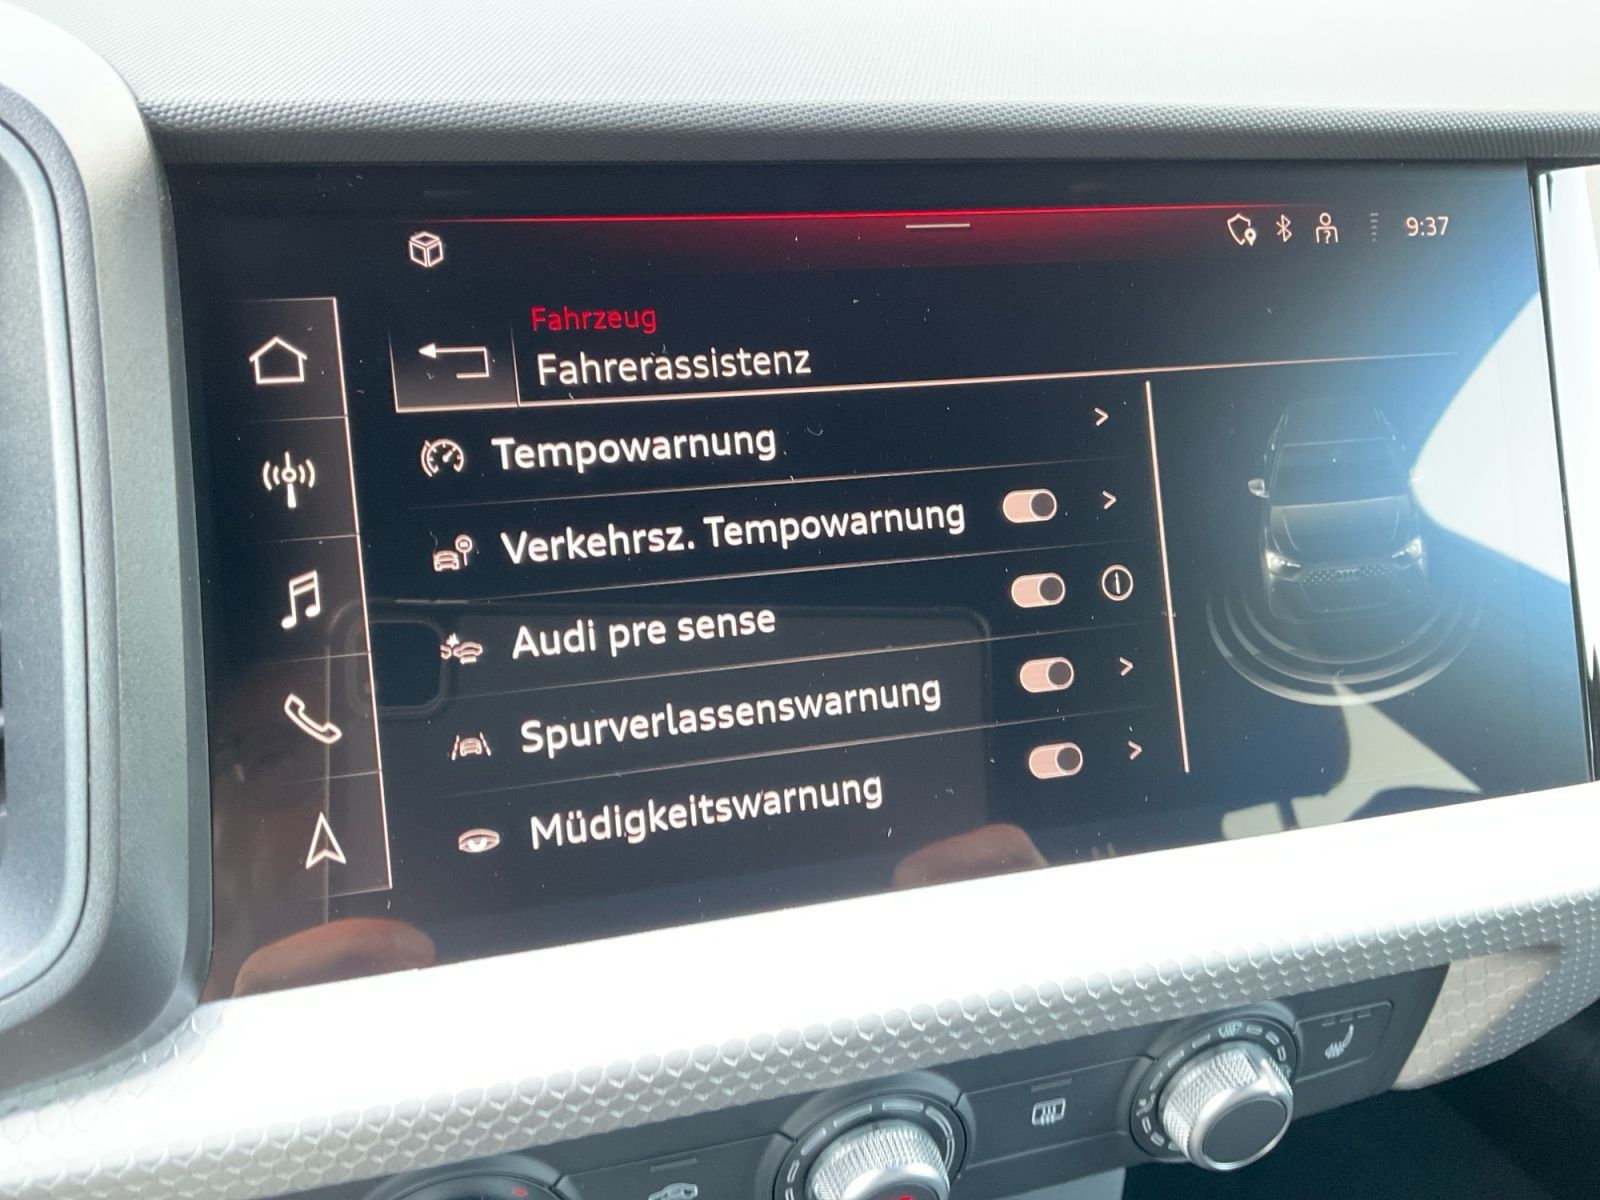 9:37
Fahrzeug
Fahrerassistenz
Tempowarnung
Verkehrsz. Tempowarnung
Audi pre sense
Spurverlassenswarnung
Müdigkeitswarnung